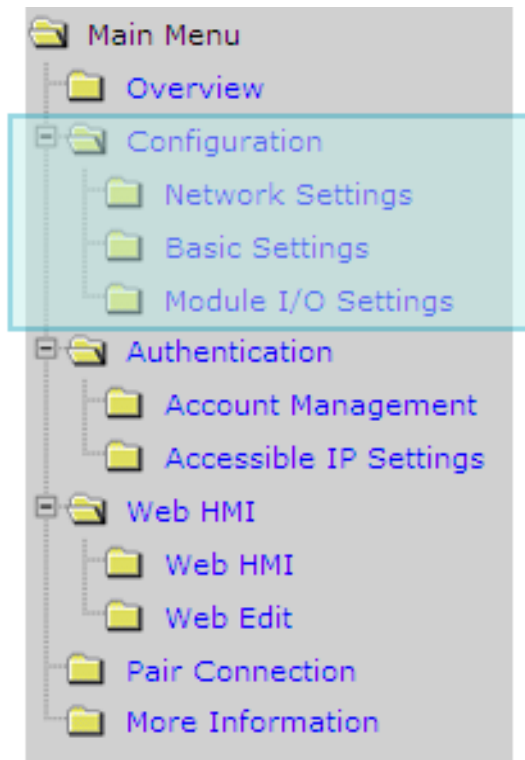 Main Menu
Overview
Configuration
Network Settings
Basic Settings
Module I/O Settings
Authentication
Account Management
Accessible IP Settings
Web HMI
Web HMI
Web Edit
Pair Connection
More Information